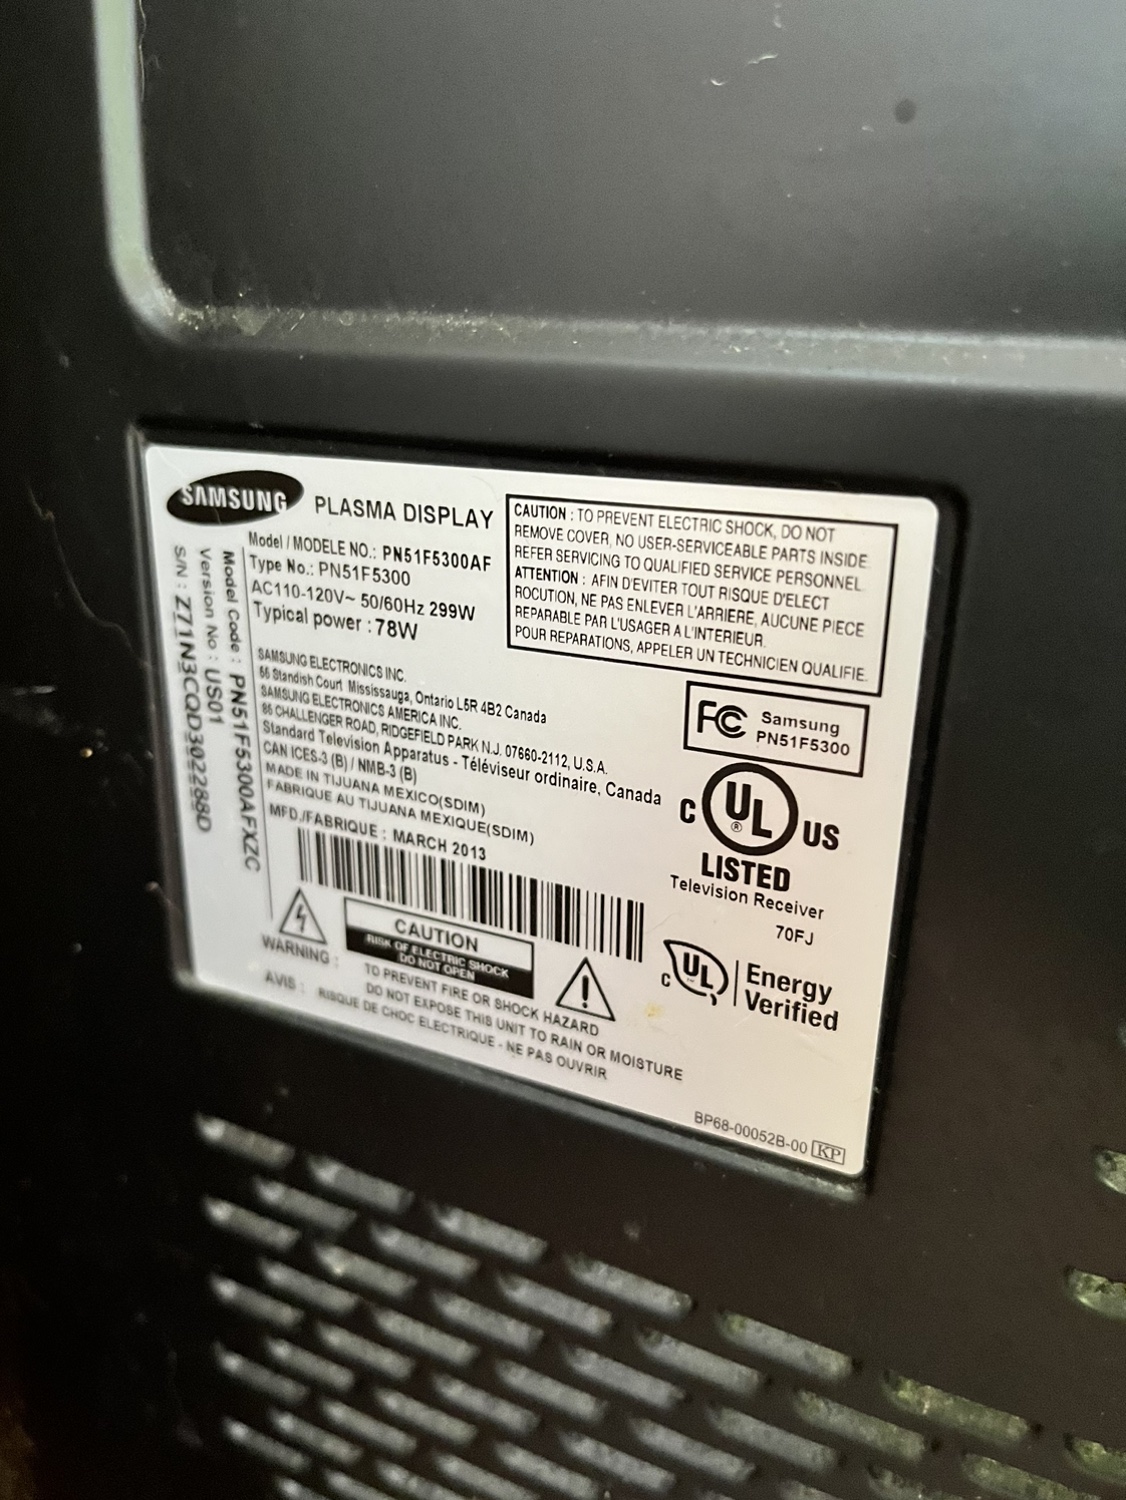 SAMSUNG
PLASMA DISPLAY
Model / MODELE NO.: PN51F5300AF
Type No.: PN51F5300
AC110-120V~ 50/60Hz 299W
Typical power : 78W
CAUTION : TO PREVENT ELECTRIC SHOCK, DO NOT
REMOVE COVER, NO USER-SERVICEABLE PARTS INSIDE.
REFER SERVICING TO QUALIFIED SERVICE PERSONNEL.
ATTENTION : AFIN D'EVITER TOUT RISQUE D'ELECT
ROCUTION, NE PAS ENLEVER L'ARRIERE, AUCUNE PIECE
REPARABLE PAR L'USAGER A L'INTERIEUR.
POUR REPARATIONS, APPELER UN TECHNICIEN QUALIFIE.
Model Code : PN51F5300AFXZC
Version No : US01
S/N : Z71N3CQD302288D
SAMSUNG ELECTRONICS INC.
55 Standish Court Mississauga, Ontario L5R 4B2 Canada
SAMSUNG ELECTRONICS AMERICA INC.
85 CHALLENGER ROAD, RIDGEFIELD PARK N.J. 07660-2112, U.S.A.
Standard Television Apparatus - Téléviseur ordinaire, Canada
CAN ICES-3 (B) / NMB-3 (B)
MADE IN TIJUANA MEXICO(SDIM)
FABRIQUE AU TIJUANA MEXIQUE(SDIM)
MFD./FABRIQUE : MARCH 2013
FC Samsung
PN51F5300
C UL ® US
LISTED
Television Receiver
70FJ
C UL Energy
Verified
CAUTION
RISK OF ELECTRIC SHOCK
DO NOT OPEN
WARNING : TO PREVENT FIRE OR SHOCK HAZARD
DO NOT EXPOSE THIS UNIT TO RAIN OR MOISTURE
AVIS : RISQUE DE CHOC ELECTRIQUE - NE PAS OUVRIR
BP68-00052B-00 KP